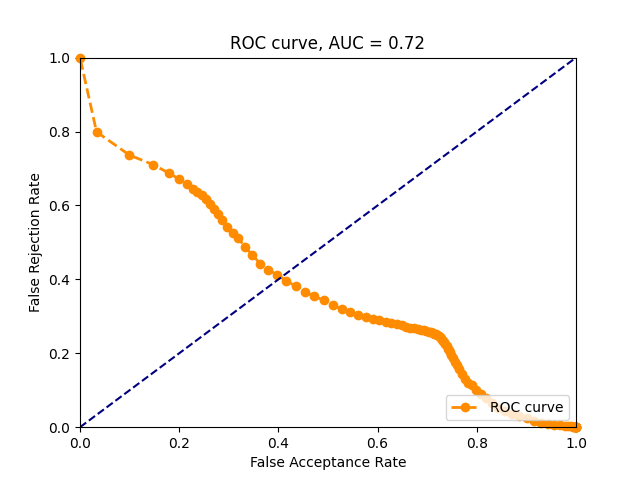 ROC curve, AUC = 0.72
1.0
0.8
0.6
0.4
0.2
0.0
False Rejection Rate
ROC curve
0.0 0.2 0.4 0.6 0.8 1.0
False Acceptance Rate